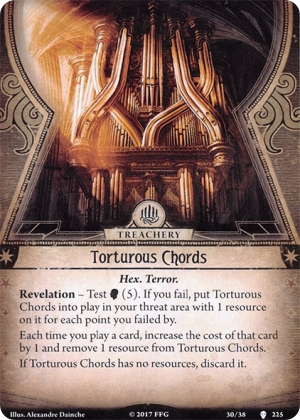 TREACHERY
Torturous Chords
Hex. Terror.
Revelation – Test (5). If you fail, put Torturous
Chords into play in your threat area with 1 resource
on it for each point you failed by.
Each time you play a card, increase the cost of that card
by 1 and remove 1 resource from Torturous Chords.
If Torturous Chords has no resources, discard it.
Illus. Alexandre Dainche
© 2017 FFG
30/38
225